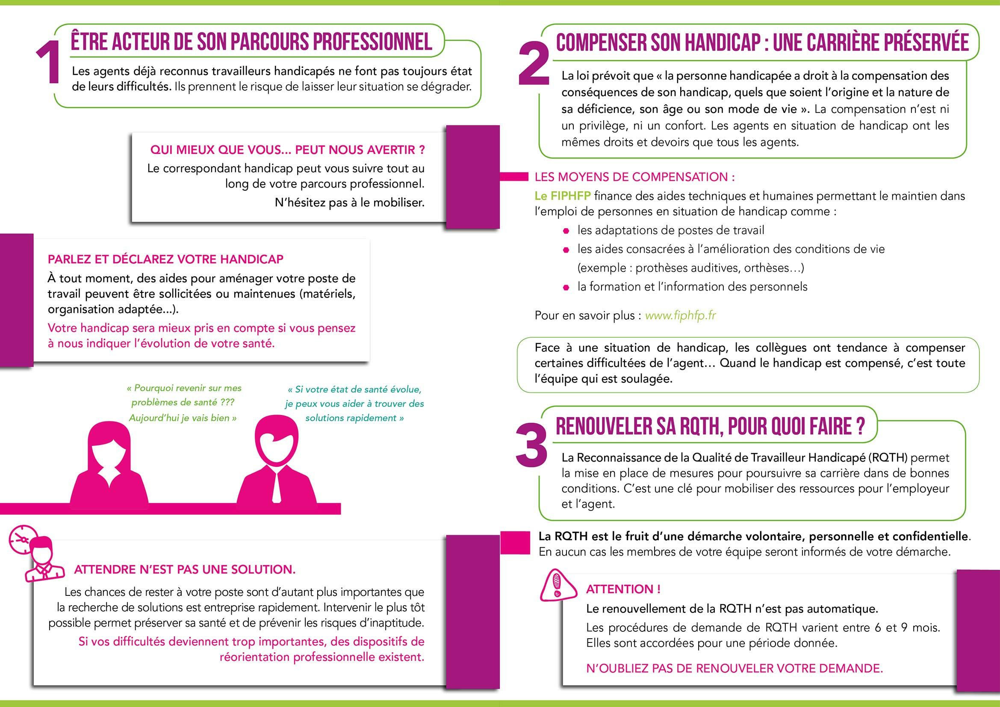 1
ÊTRE ACTEUR DE SON PARCOURS PROFESSIONNEL
Les agents déjà reconnus travailleurs handicapés ne font pas toujours état
de leurs difficultés. Ils prennent le risque de laisser leur situation se dégrader.
QUI MIEUX QUE VOUS... PEUT NOUS AVERTIR ?
Le correspondant handicap peut vous suivre tout au
long de votre parcours professionnel.
N’hésitez pas à le mobiliser.
PARLEZ ET DÉCLAREZ VOTRE HANDICAP
À tout moment, des aides pour aménager votre poste de
travail peuvent être sollicitées ou maintenues (matériels,
organisation adaptée...).
Votre handicap sera mieux pris en compte si vous pensez
à nous indiquer l’évolution de votre santé.
« Pourquoi revenir sur mes
problèmes de santé ???
Aujourd’hui je vais bien »
« Si votre état de santé évolue,
je peux vous aider à trouver des
solutions rapidement »
ATTENDRE N’EST PAS UNE SOLUTION.
Les chances de rester à votre poste sont d’autant plus importantes que
la recherche de solutions est entreprise rapidement. Intervenir le plus tôt
possible permet préserver sa santé et de prévenir les risques d’inaptitude.
Si vos difficultés deviennent trop importantes, des dispositifs de
réorientation professionnelle existent.
2
COMPENSER SON HANDICAP : UNE CARRIÈRE PRÉSERVÉE
La loi prévoit que « la personne handicapée a droit à la compensation des
conséquences de son handicap, quels que soient l’origine et la nature de
sa déficience, son âge ou son mode de vie ». La compensation n’est ni
un privilège, ni un confort. Les agents en situation de handicap ont les
mêmes droits et devoirs que tous les agents.
LES MOYENS DE COMPENSATION :
Le FIPHFP finance des aides techniques et humaines permettant le maintien dans
l’emploi de personnes en situation de handicap comme :
les adaptations de postes de travail
les aides consacrées à l’amélioration des conditions de vie
(exemple : prothèses auditives, orthèses…)
la formation et l’information des personnels
Pour en savoir plus : www.fiphfp.fr
Face à une situation de handicap, les collègues ont tendance à compenser
certaines difficultées de l’agent… Quand le handicap est compensé, c’est toute
l’équipe qui est soulagée.
3
RENOUVELER SA RQTH, POUR QUOI FAIRE ?
La Reconnaissance de la Qualité de Travailleur Handicapé (RQTH) permet
la mise en place de mesures pour poursuivre sa carrière dans de bonnes
conditions. C’est une clé pour mobiliser des ressources pour l’employeur
et l’agent.
La RQTH est le fruit d’une démarche volontaire, personnelle et confidentielle.
En aucun cas les membres de votre équipe seront informés de votre démarche.
ATTENTION !
Le renouvellement de la RQTH n’est pas automatique.
Les procédures de demande de RQTH varient entre 6 et 9 mois.
Elles sont accordées pour une période donnée.
N’OUBLIEZ PAS DE RENOUVELER VOTRE DEMANDE.